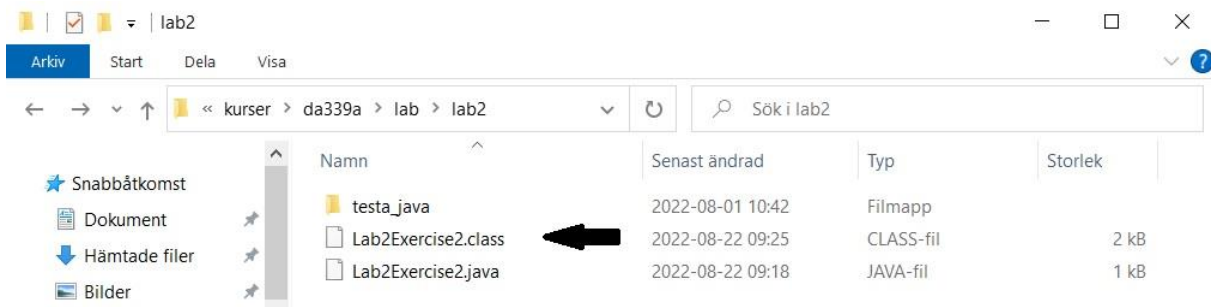 lab2
Arkiv Start Dela Visa ?
« kurser > da339a > lab > lab2 Sök i lab2
Namn Senast ändrad Typ Storlek
Snabbåtkomst
testa_java 2022-08-01 10:42 Filmapp
Dokument
Lab2Exercise2.class 2022-08-22 09:25 CLASS-fil 2 kB
Hämtade filer
Lab2Exercise2.java 2022-08-22 09:18 JAVA-fil 1 kB
Bilder